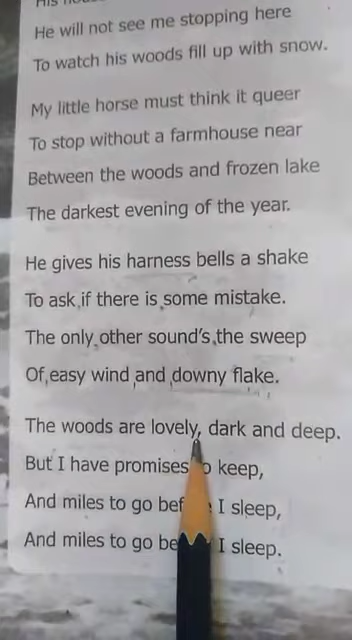 His
He will not see me stopping here
To watch his woods fill up with snow.
My little horse must think it queer
To stop without a farmhouse near
Between the woods and frozen lake
The darkest evening of the year.
He gives his harness bells a shake
To ask if there is some mistake.
The only other sound's the sweep
Of easy wind and downy flake.
The woods are lovely, dark and deep.
But I have promises keep,
And miles to go I sleep,
And miles to go I sleep.